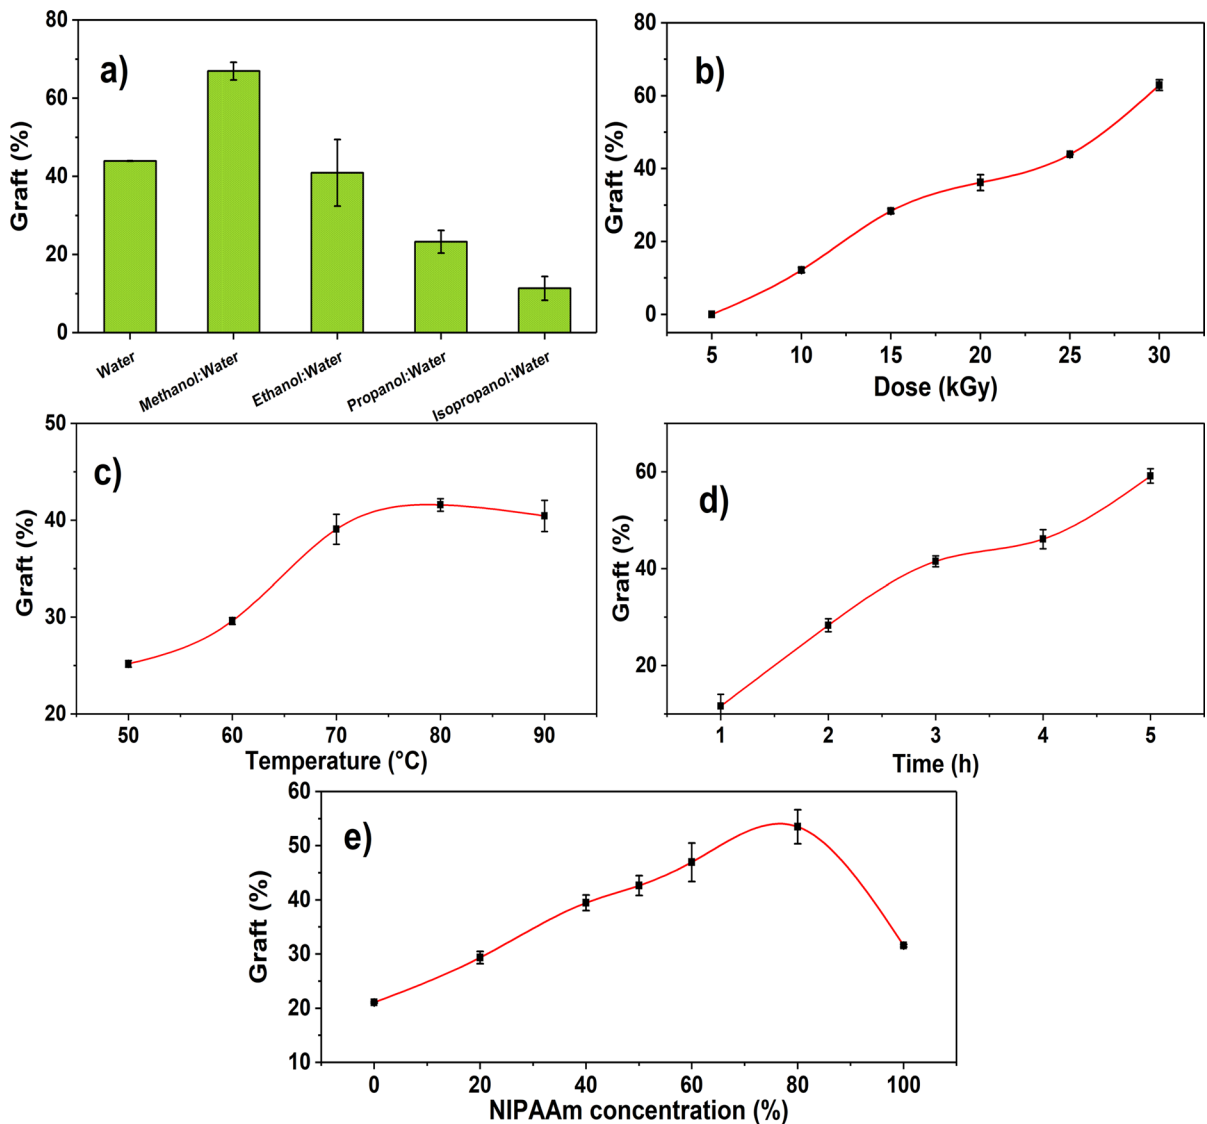 a)
Graft (%)
80
60
40
20
0
Water
Methanol:Water
Ethanol:Water
Propanol:Water
Isopropanol:Water
b)
Graft (%)
80
60
40
20
0
5 10 15 20 25 30
Dose (kGy)
c)
Graft (%)
50
40
30
20
50 60 70 80 90
Temperature (°C)
d)
Graft (%)
60
40
20
1 2 3 4 5
Time (h)
e)
Graft (%)
60
50
40
30
20
10
0 20 40 60 80 100
NIPAAm concentration (%)